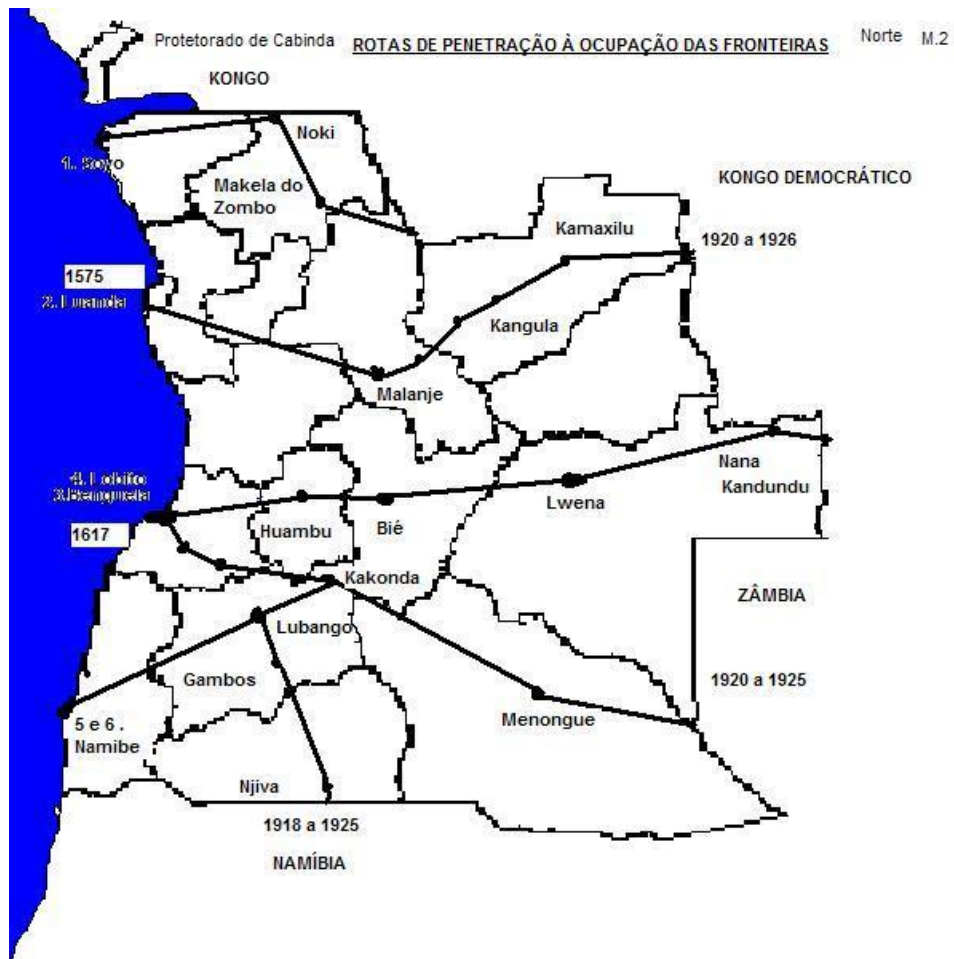 Protetorado de Cabinda
ROTAS DE PENETRAÇÃO À OCUPAÇÃO DAS FRONTEIRAS
Norte M.2
KONGO
Noki
1. Soyo
Makela do
Zombo
KONGO DEMOCRÁTICO
Kamaxilu
1920 a 1926
1575
2. Luanda
Kangula
Malanje
4. Lobito
3.Benguela
Nana
Kandundu
Lwena
1617
Huambu
Bié
Kakonda
ZÂMBIA
Lubango
Gambos
1920 a 1925
Menongue
5 e 6 .
Namibe
Njiva
1918 a 1925
NAMÍBIA